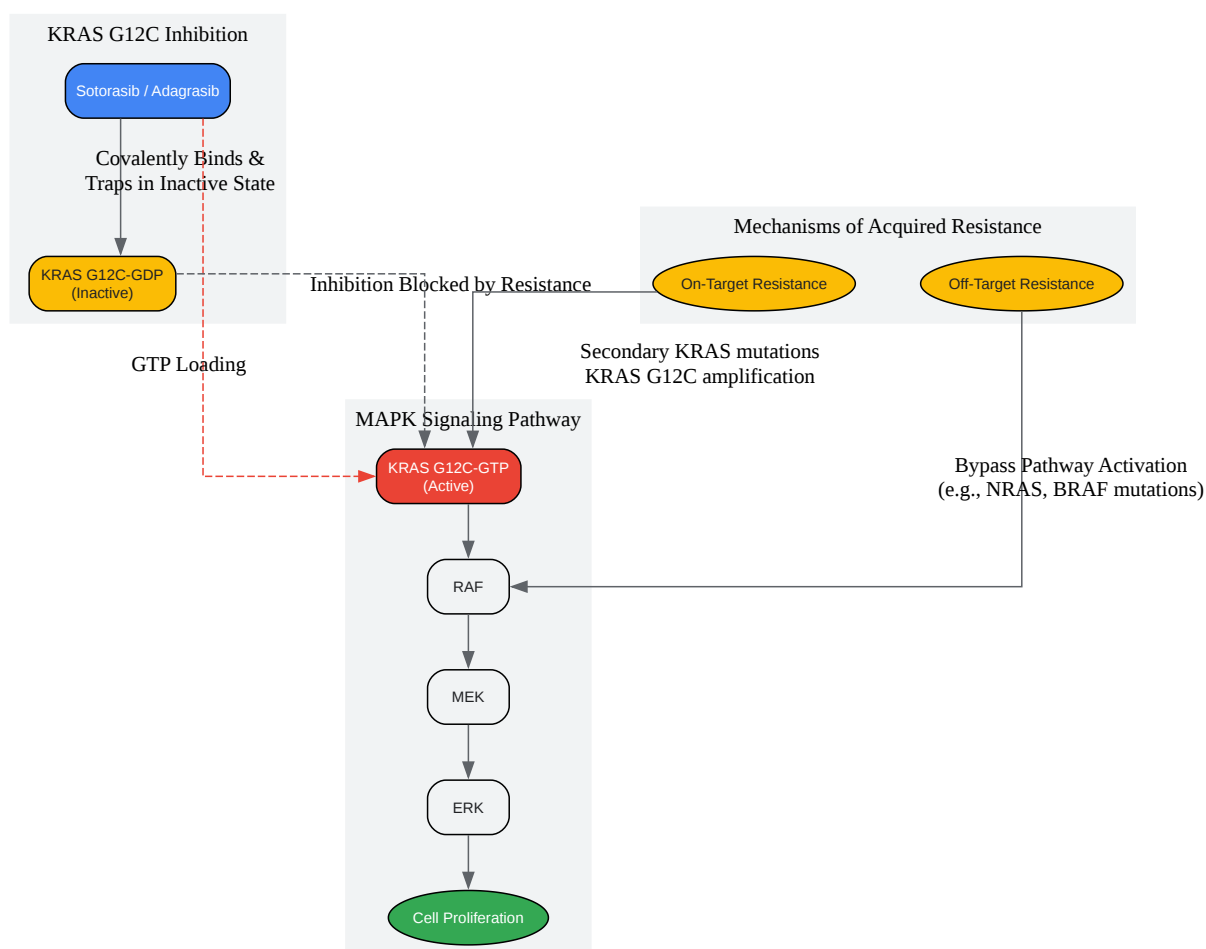 KRAS G12C Inhibition
Sotorasib / Adagrasib
Covalently Binds &
Traps in Inactive State
Mechanisms of Acquired Resistance
KRAS G12C-GDP
(Inactive)
Inhibition Blocked by Resistance
On-Target Resistance
Off-Target Resistance
GTP Loading
Secondary KRAS mutations
KRAS G12C amplification
MAPK Signaling Pathway
KRAS G12C-GTP
(Active)
Bypass Pathway Activation
(e.g., NRAS, BRAF mutations)
RAF
MEK
ERK
Cell Proliferation